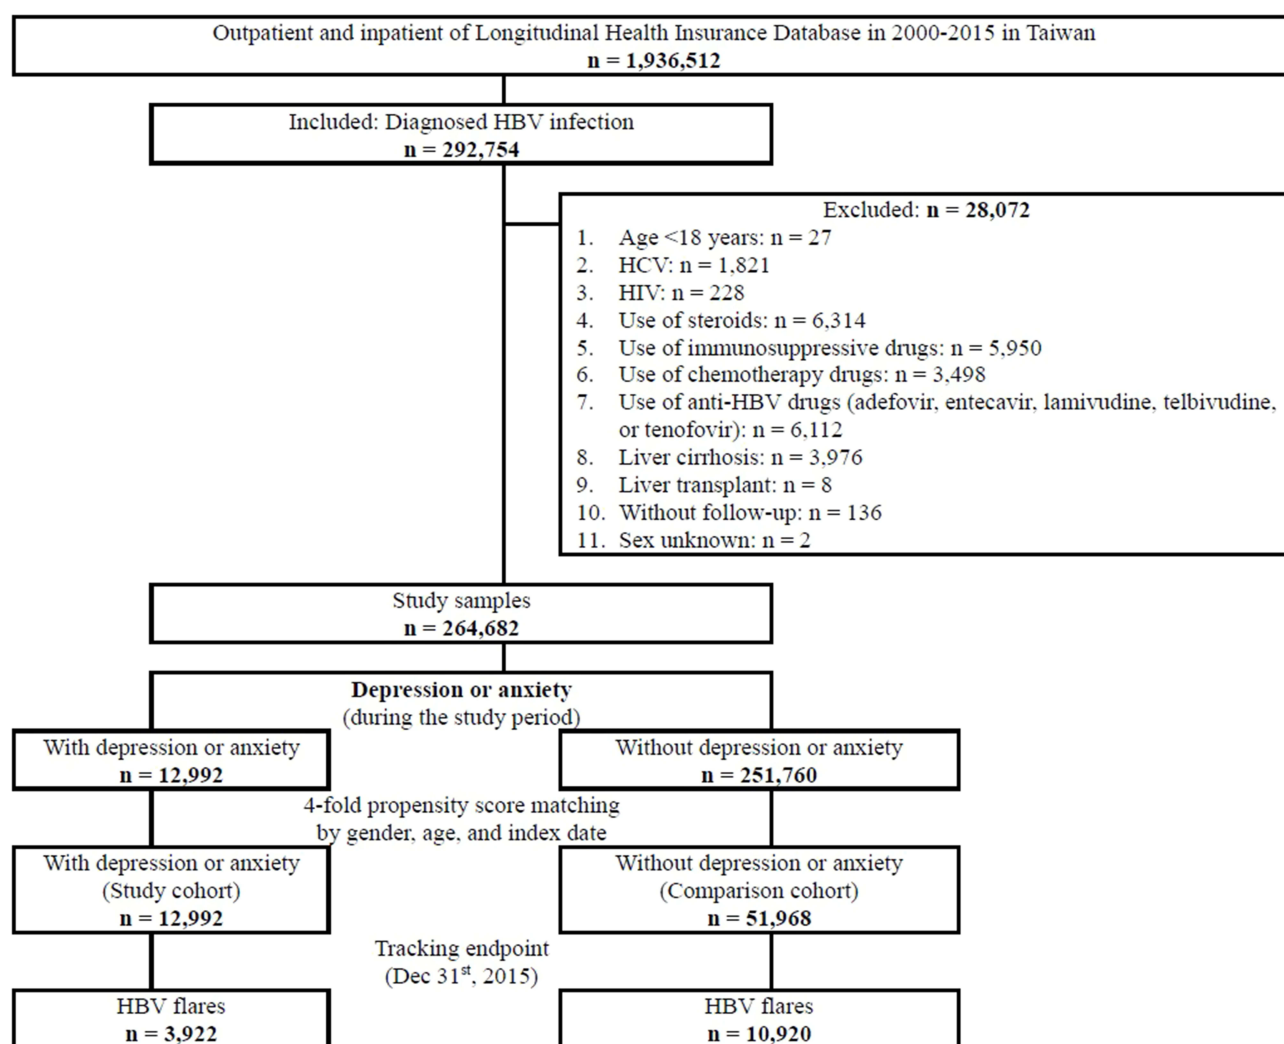 Outpatient and inpatient of Longitudinal Health Insurance Database in 2000-2015 in Taiwan
n = 1,936,512
Included: Diagnosed HBV infection
n = 292,754
Excluded: n = 28,072
1. Age <18 years: n = 27
2. HCV: n = 1,821
3. HIV: n = 228
4. Use of steroids: n = 6,314
5. Use of immunosuppressive drugs: n = 5,950
6. Use of chemotherapy drugs: n = 3,498
7. Use of anti-HBV drugs (adefovir, entecavir, lamivudine, telbivudine,
or tenofovir): n = 6,112
8. Liver cirrhosis: n = 3,976
9. Liver transplant: n = 8
10. Without follow-up: n = 136
11. Sex unknown: n = 2
Study samples
n = 264,682
Depression or anxiety
(during the study period)
With depression or anxiety
n = 12,992
Without depression or anxiety
n = 251,760
4-fold propensity score matching
by gender, age, and index date
With depression or anxiety
(Study cohort)
n = 12,992
Without depression or anxiety
(Comparison cohort)
n = 51,968
Tracking endpoint
(Dec 31st, 2015)
HBV flares
n = 3,922
HBV flares
n = 10,920